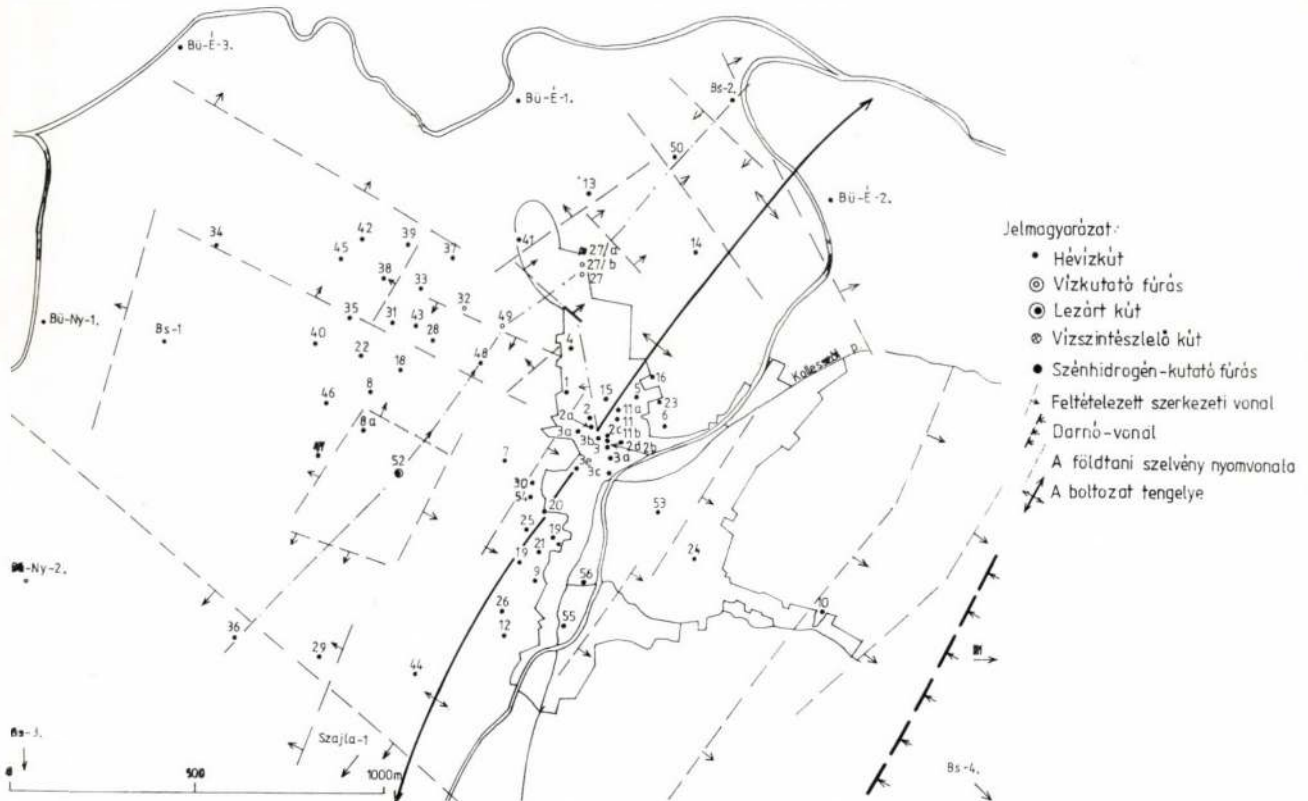 Bü-É-3.
Bü-É-1.
Bs-2.
50
13
Bü-É-2.
34
42
39
41
45
37
27/a
27/b
27
14
38
33
32
Bü-Ny-1.
Bs-1
35
31
43
28
49
40
22
18
48
4
8
46
1
15
5
16
2
11a
11
23
6
2a
3a
2c
11b
8a
3b
3
2d
2b
3a
7
3e
3c
52
30
54
20
53
25
19
21
19
24
9
56
Ny-2.
26
10
12
55
36
29
44
Bs-3.
Szajla-1
Bs-4.
0
500
1000m
Jelmagyarázat:
Hévízkút
Vízkutató fúrás
Lezárt kút
Vízszintészlelő kút
Szénhidrogén-kutató fúrás
Feltételezett szerkezeti vonal
Darnó-vonal
A földtani szelvény nyomvonala
A boltozat tengelye